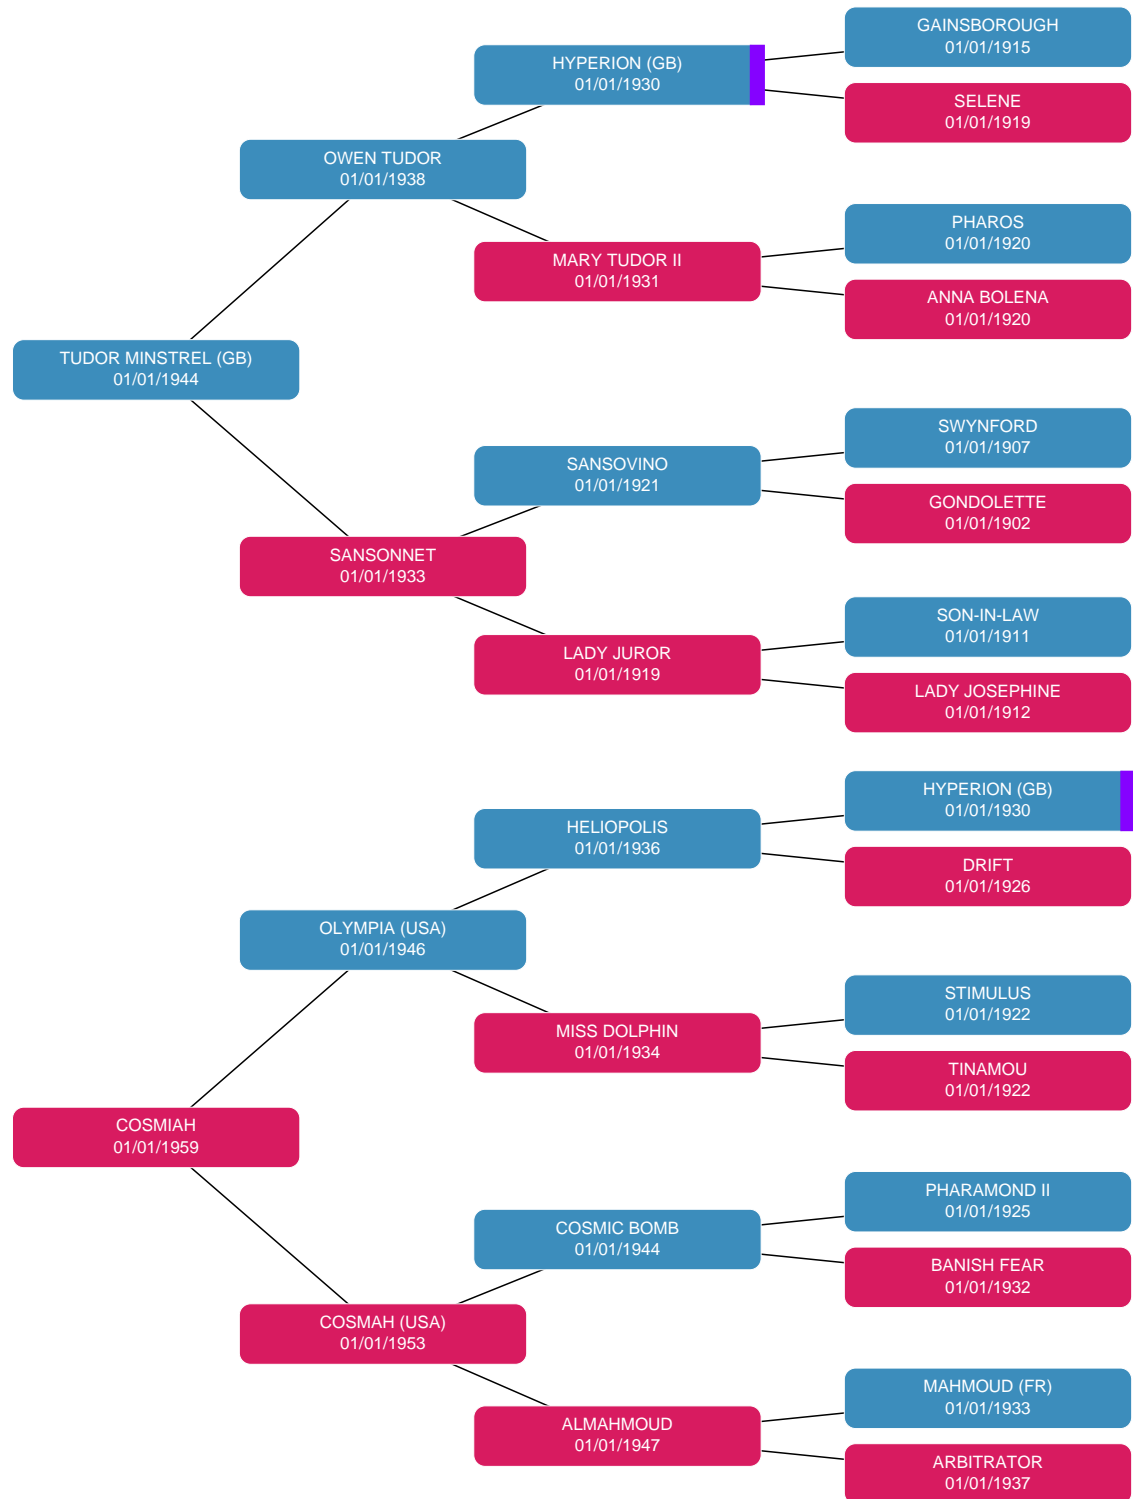 GAINSBOROUGH
01/01/1915
HYPERION (GB)
01/01/1930
SELENE
01/01/1919
OWEN TUDOR
01/01/1938
PHAROS
01/01/1920
MARY TUDOR II
01/01/1931
ANNA BOLENA
01/01/1920
TUDOR MINSTREL (GB)
01/01/1944
SWYNFORD
01/01/1907
SANSOVINO
01/01/1921
GONDOLETTE
01/01/1902
SANSONNET
01/01/1933
SON-IN-LAW
01/01/1911
LADY JUROR
01/01/1919
LADY JOSEPHINE
01/01/1912
HYPERION (GB)
01/01/1930
HELIOPOLIS
01/01/1936
DRIFT
01/01/1926
OLYMPIA (USA)
01/01/1946
STIMULUS
01/01/1922
MISS DOLPHIN
01/01/1934
TINAMOU
01/01/1922
COSMIAH
01/01/1959
PHARAMOND II
01/01/1925
COSMIC BOMB
01/01/1944
BANISH FEAR
01/01/1932
COSMAH (USA)
01/01/1953
MAHMOUD (FR)
01/01/1933
ALMAHMOUD
01/01/1947
ARBITRATOR
01/01/1937